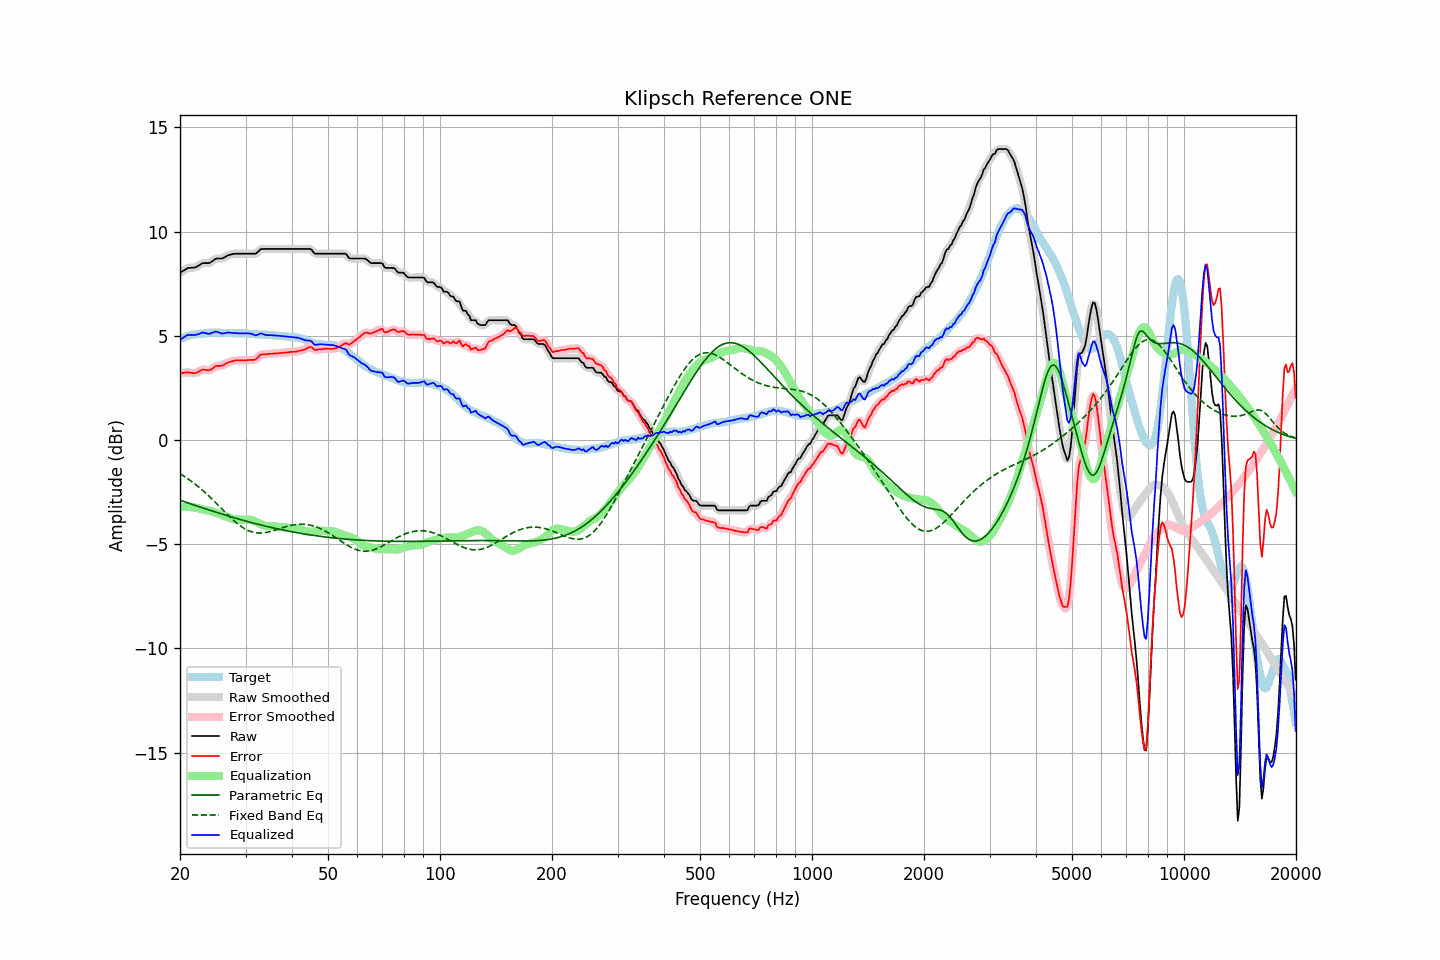 Klipsch Reference ONE
Amplitude (dBr)
15
10
5
0
−5
−10
−15
Target
Raw Smoothed
Error Smoothed
Raw
Error
Equalization
Parametric Eq
Fixed Band Eq
Equalized
20 50 100 200 500 1000 2000 5000 10000 20000
Frequency (Hz)